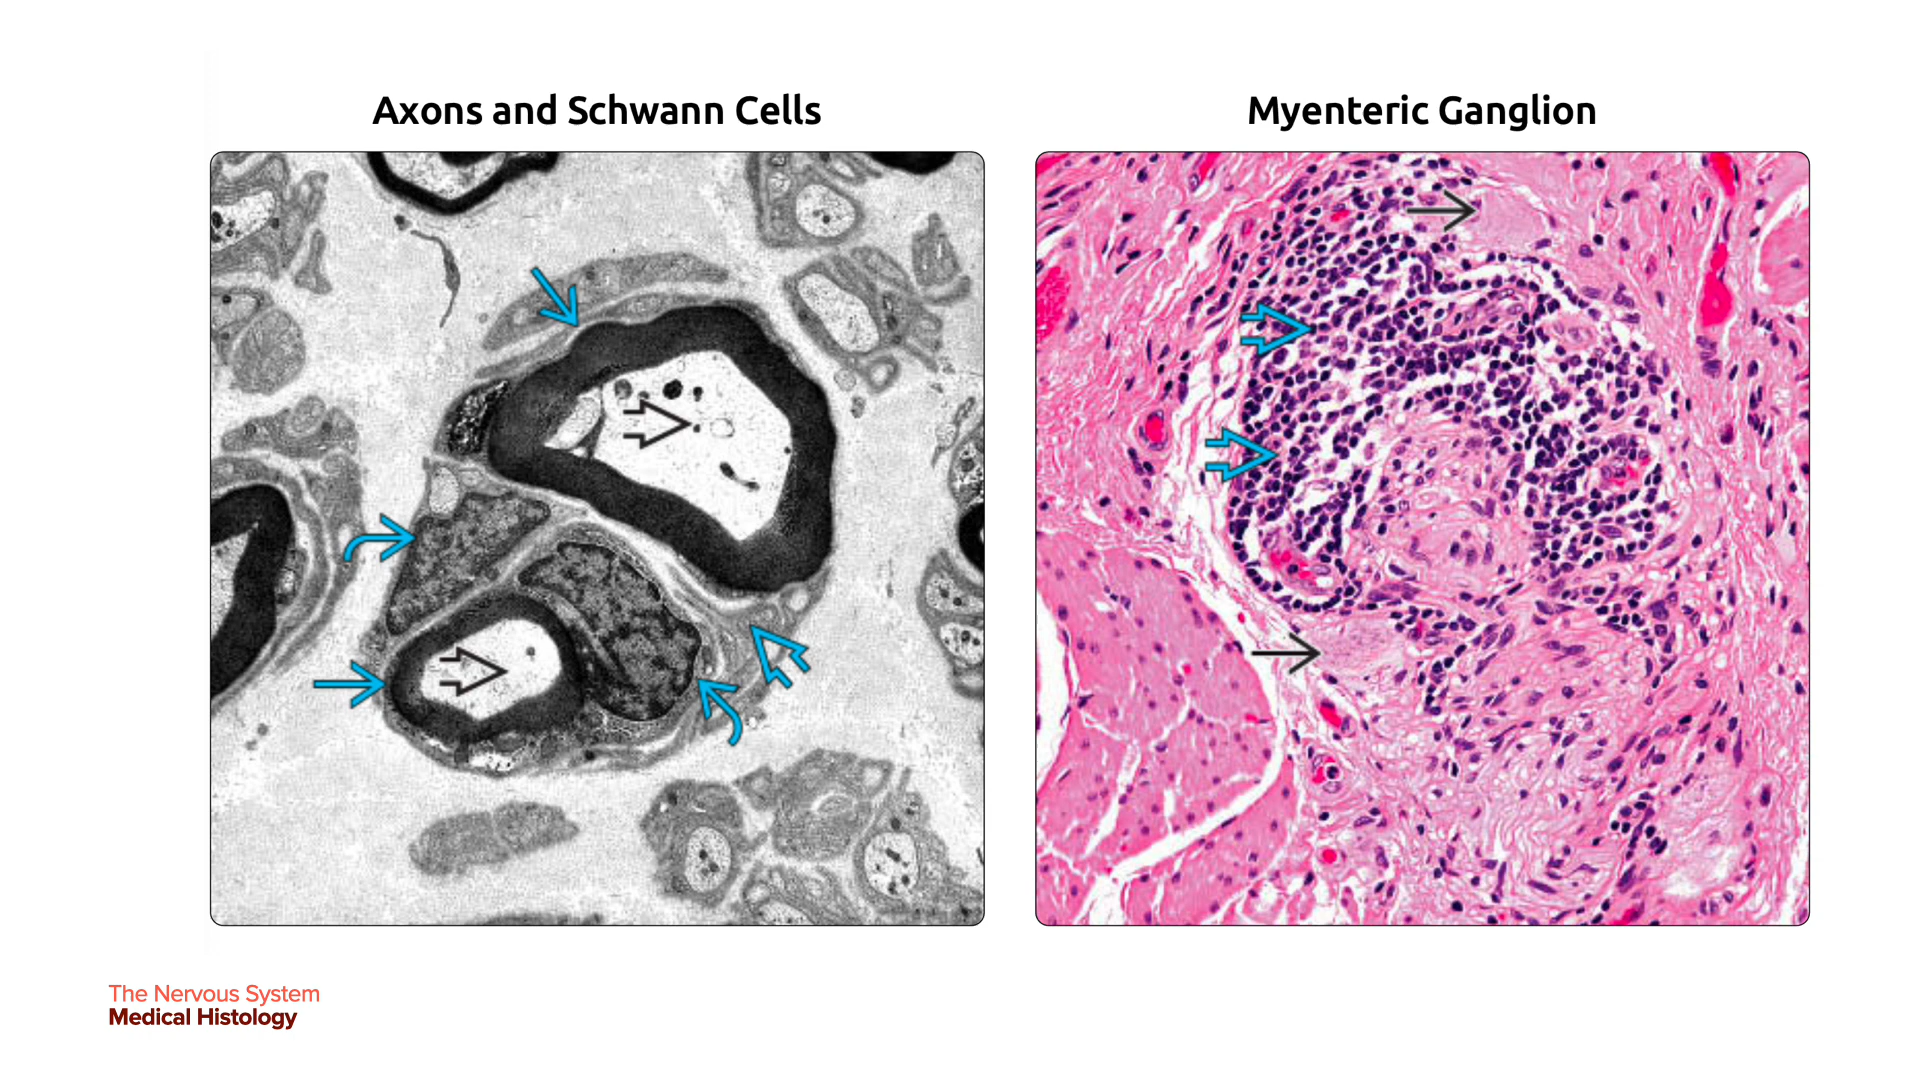 Axons and Schwann Cells
Myenteric Ganglion
The Nervous System
Medical Histology